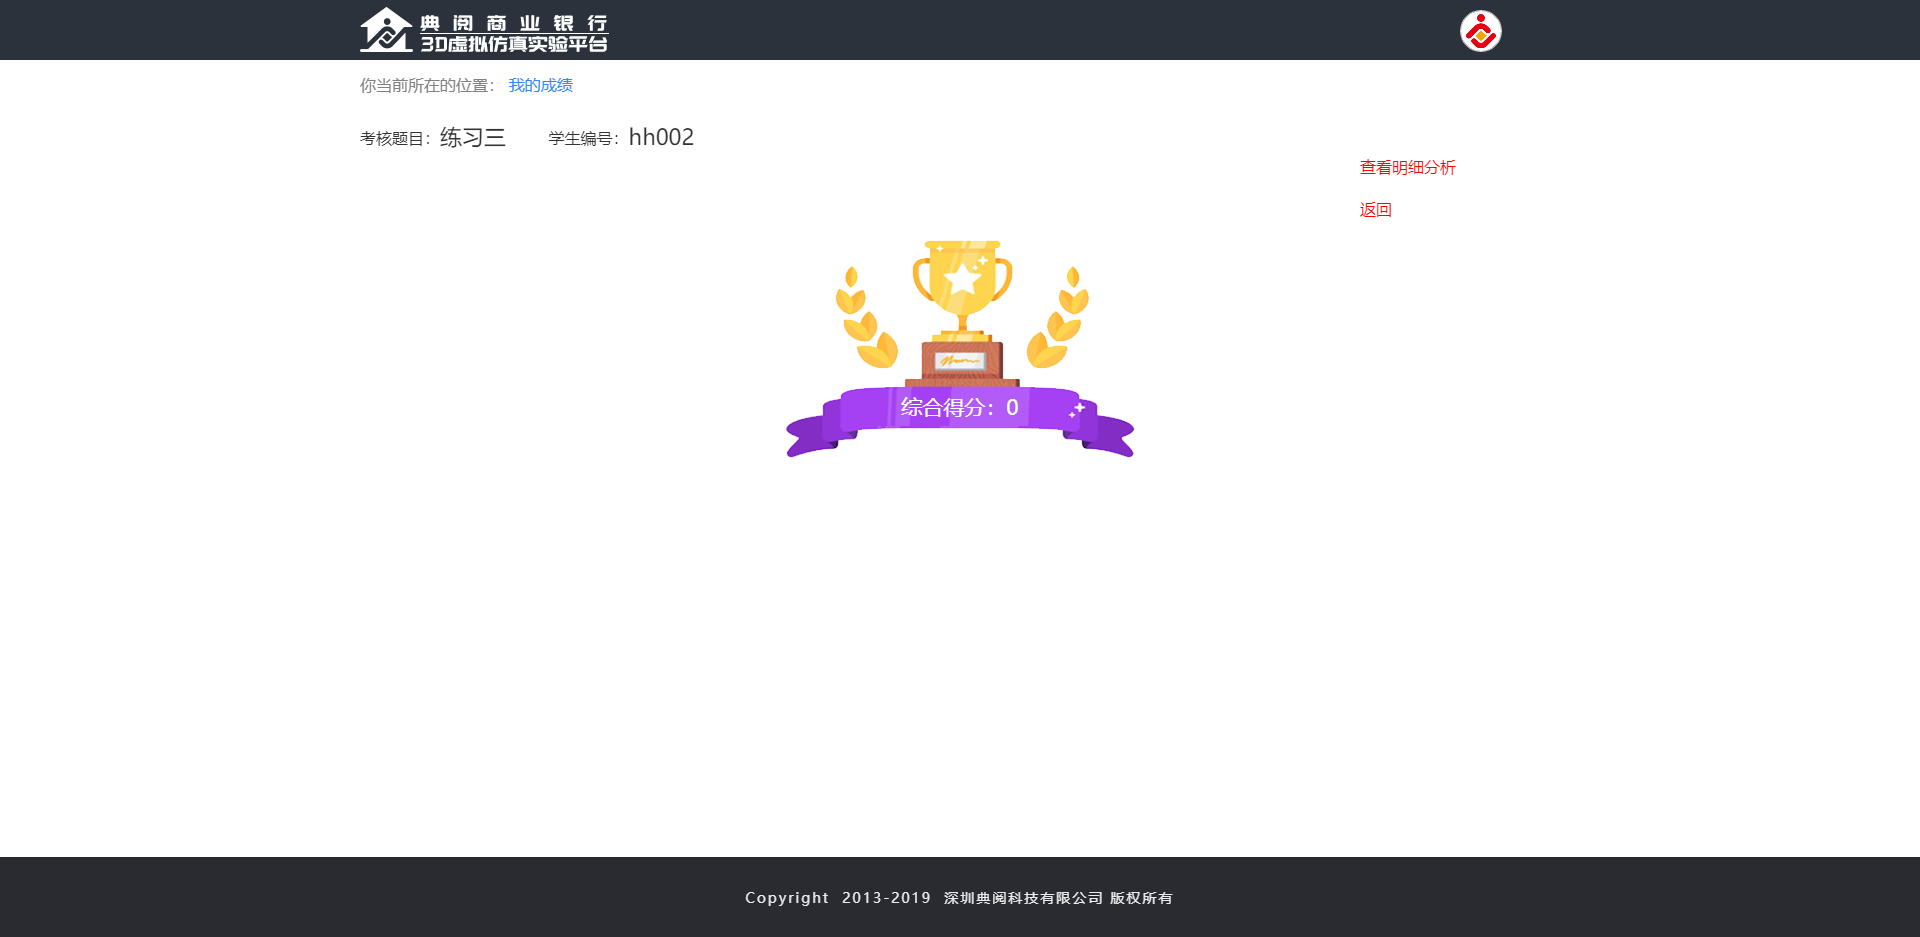 典阅商业银行
3D虚拟仿真实验平台
你当前所在的位置： 我的成绩
考核题目：练习三 学生编号：hh002
查看明细分析
返回
综合得分：0
Copyright 2013-2019 深圳典阅科技有限公司 版权所有